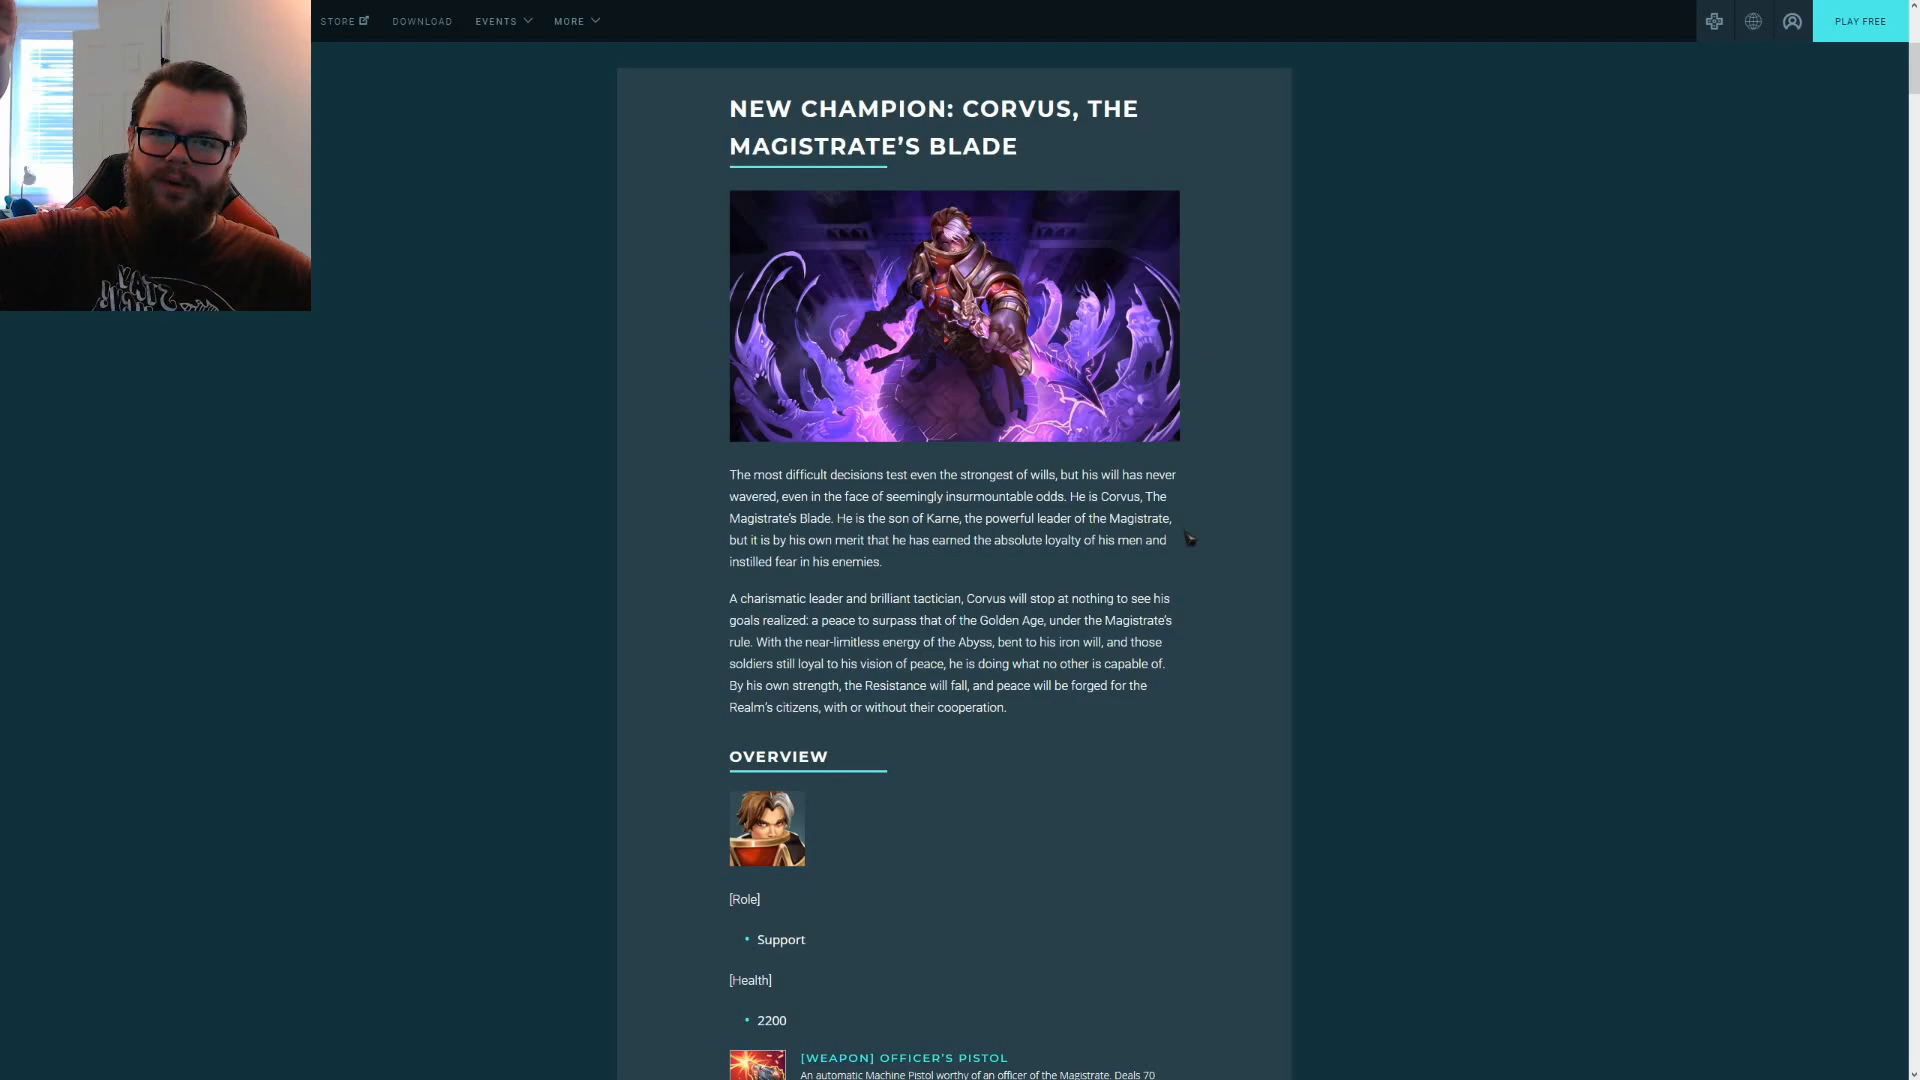 STORE DOWNLOAD EVENTS MORE PLAY FREE
NEW CHAMPION: CORVUS, THE
MAGISTRATE’S BLADE
The most difficult decisions test even the strongest of wills, but his will has never
wavered, even in the face of seemingly insurmountable odds. He is Corvus, The
Magistrate’s Blade. He is the son of Karne, the powerful leader of the Magistrate,
but it is by his own merit that he has earned the absolute loyalty of his men and
instilled fear in his enemies.
A charismatic leader and brilliant tactician, Corvus will stop at nothing to see his
goals realized: a peace to surpass that of the Golden Age, under the Magistrate’s
rule. With the near-limitless energy of the Abyss, bent to his iron will, and those
soldiers still loyal to his vision of peace, he is doing what no other is capable of.
By his own strength, the Resistance will fall, and peace will be forged for the
Realm’s citizens, with or without their cooperation.
OVERVIEW
[Role]
• Support
[Health]
• 2200
[WEAPON] OFFICER’S PISTOL
An automatic Machine Pistol worthy of an officer of the Magistrate. Deals 70